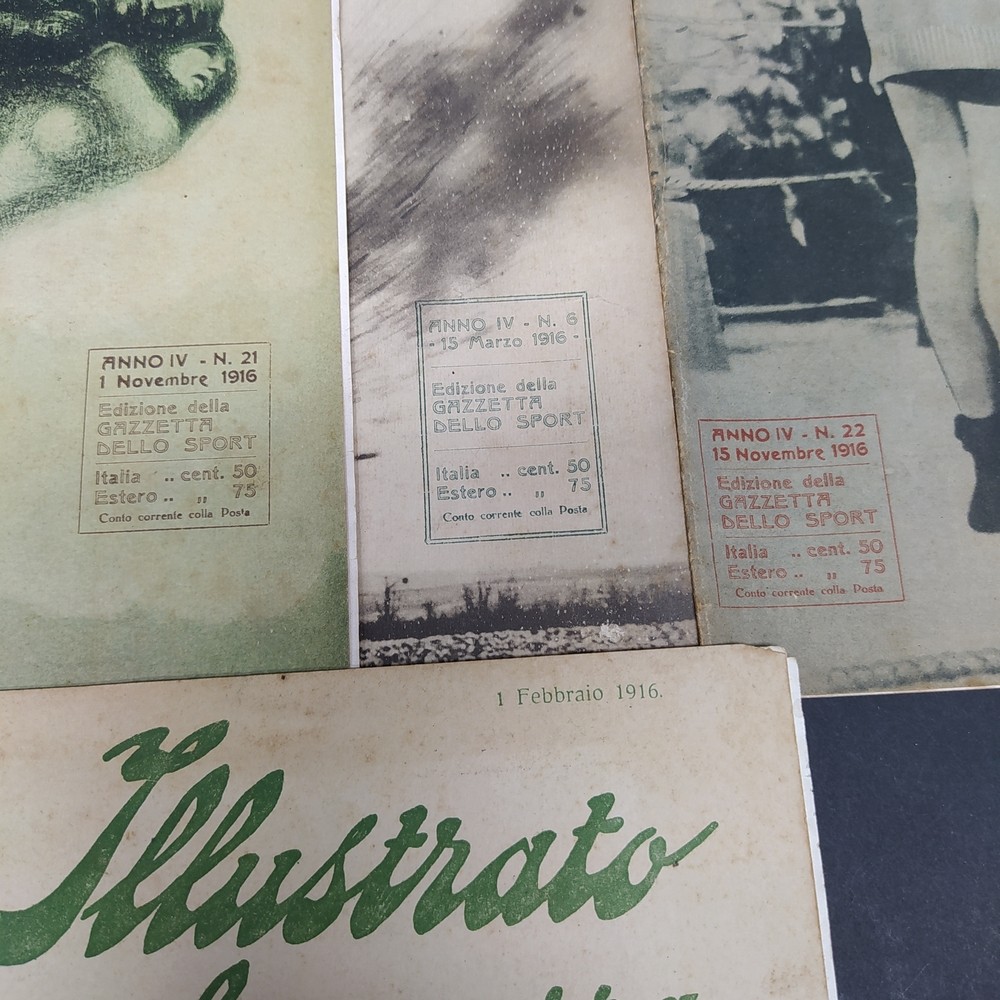 ANNO IV - N. 21
1 Novembre 1916
Edizione della
GAZZETTA
DELLO SPORT
Italia .. cent. 50
Estero .. „ 75
Conto corrente colla Posta
ANNO IV - N. 6
- 15 Marzo 1916 -
Edizione della
GAZZETTA
DELLO SPORT
Italia .. cent. 50
Estero .. „ 75
Conto corrente colla Posta
ANNO IV - N. 22
15 Novembre 1916
Edizione della
GAZZETTA
DELLO SPORT
Italia .. cent. 50
Estero .. „ 75
Conto corrente colla Posta
1 Febbraio 1916.
Illustrato